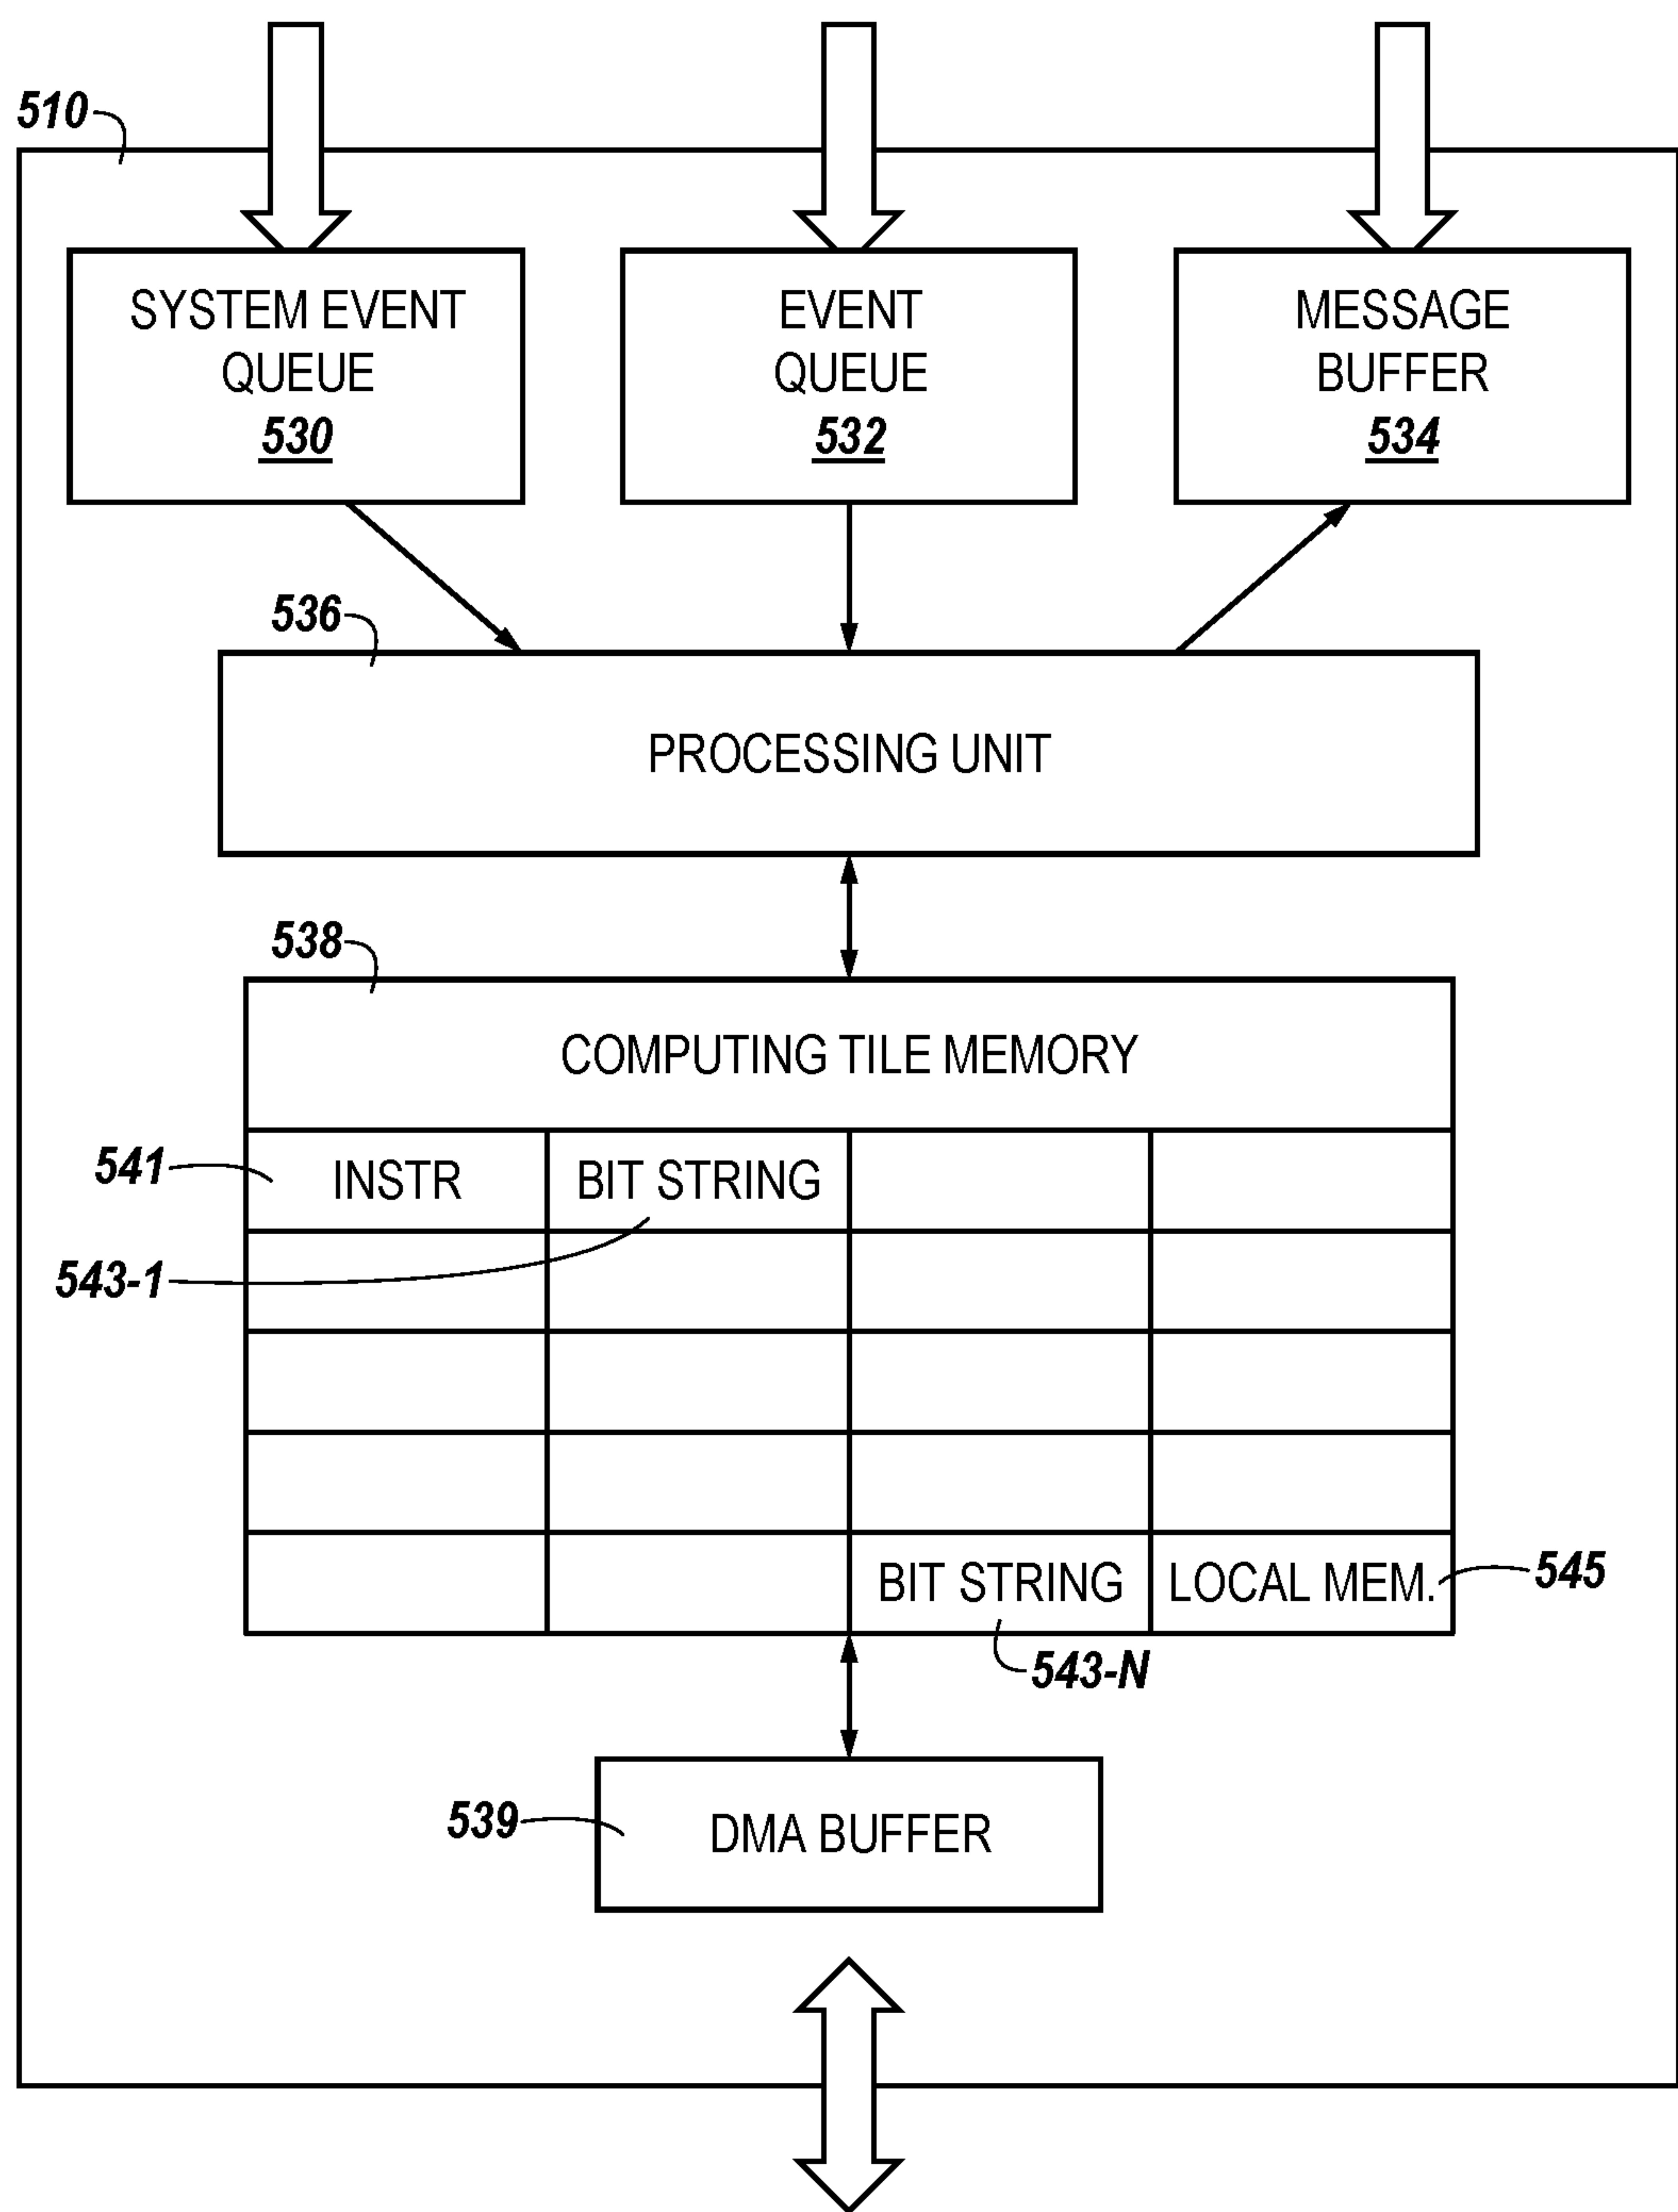 510
SYSTEM EVENT
QUEUE
530
EVENT
QUEUE
532
MESSAGE
BUFFER
534
536
PROCESSING UNIT
538
COMPUTING TILE MEMORY
541
INSTR
BIT STRING
543-1
BIT STRING
LOCAL MEM.
545
543-N
539
DMA BUFFER